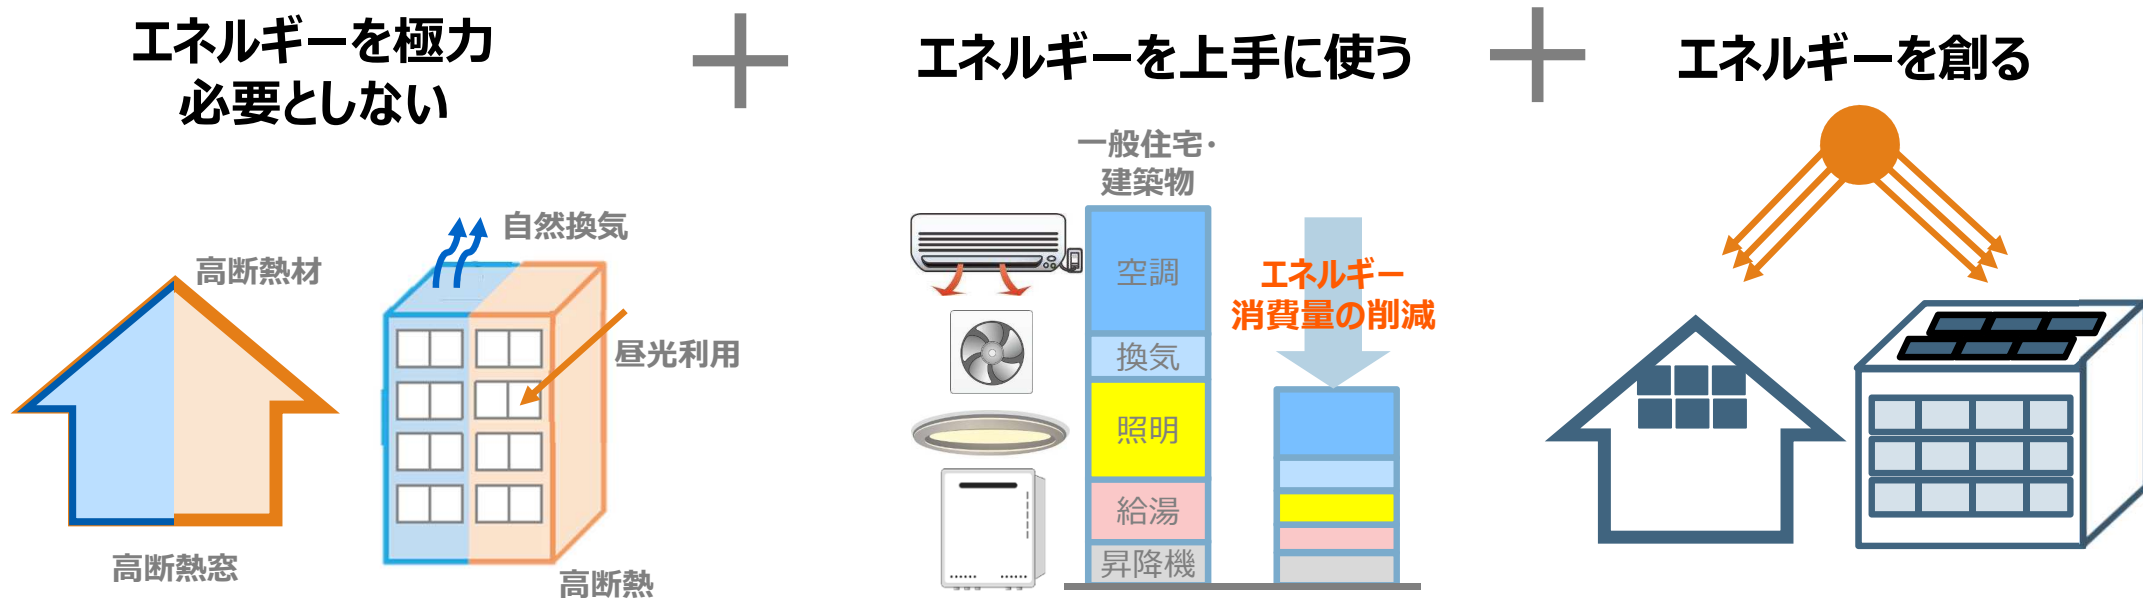 エネルギーを極力
必要としない
高断熱材
自然換気
昼光利用
高断熱窓
高断熱
＋
エネルギーを上手に使う
一般住宅・
建築物
空調
換気
照明
給湯
昇降機
エネルギー
消費量の削減
＋
エネルギーを創る